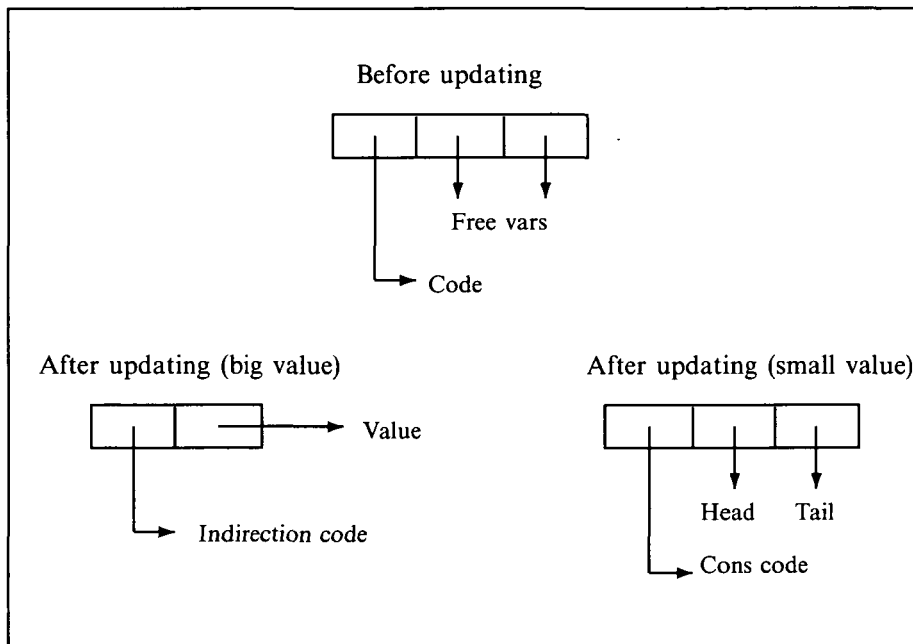 Before updating
Free vars
Code
After updating (big value)
Value
Indirection code
After updating (small value)
Head Tail
Cons code